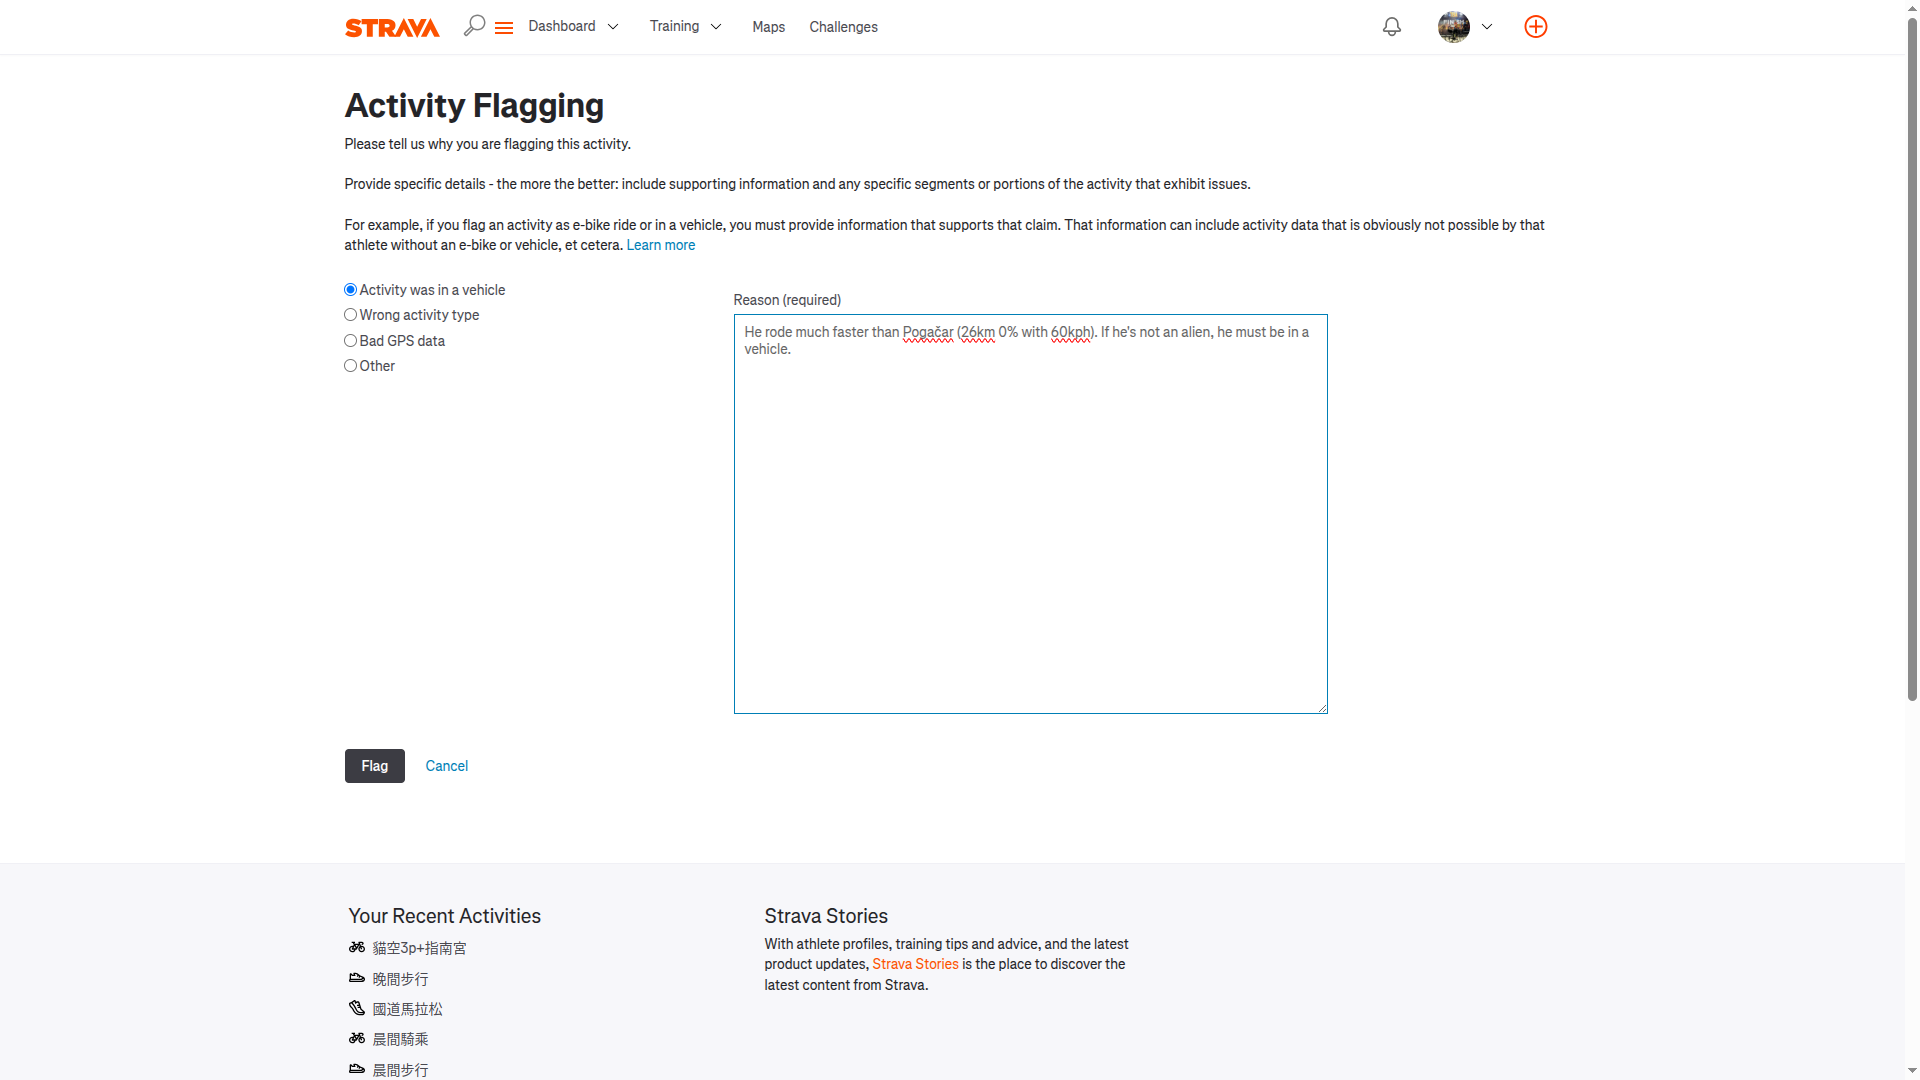 STRAVA Dashboard Training Maps Challenges
Activity Flagging
Please tell us why you are flagging this activity.
Provide specific details - the more the better: include supporting information and any specific segments or portions of the activity that exhibit issues.
For example, if you flag an activity as e-bike ride or in a vehicle, you must provide information that supports that claim. That information can include activity data that is obviously not possible by that
athlete without an e-bike or vehicle, et cetera. Learn more
Activity was in a vehicle
Wrong activity type
Bad GPS data
Other
Reason (required)
He rode much faster than Pogačar (26km 0% with 60kph). If he's not an alien, he must be in a
vehicle.
Flag Cancel
Your Recent Activities
貓空3p+指南宮
晚間步行
國道馬拉松
晨間騎乘
晨間步行
Strava Stories
With athlete profiles, training tips and advice, and the latest
product updates, Strava Stories is the place to discover the
latest content from Strava.